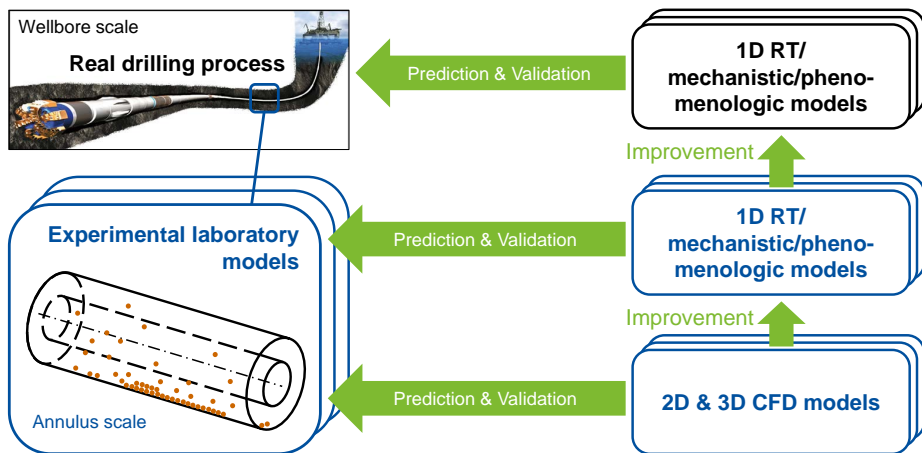 Wellbore scale
Real drilling process
Prediction & Validation
1D RT/
mechanistic/pheno-
menologic models
Improvement
Experimental laboratory
models
Prediction & Validation
1D RT/
mechanistic/pheno-
menologic models
Improvement
Annulus scale
Prediction & Validation
2D & 3D CFD models